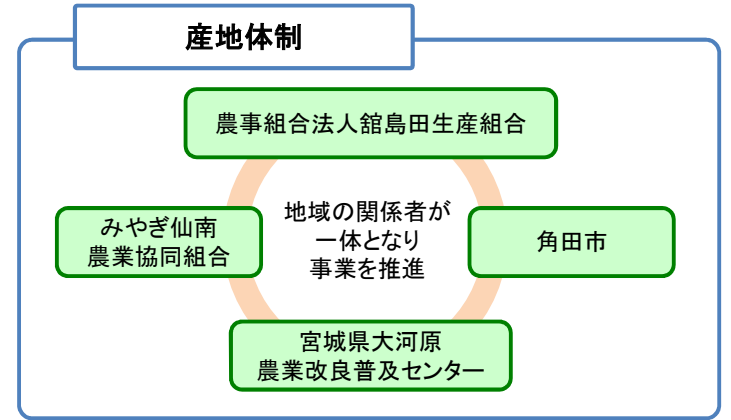 産地体制
農事組合法人舘島田生産組合
みやぎ仙南
農業協同組合
地域の関係者が
一体となり
事業を推進
角田市
宮城県大河原
農業改良普及センター